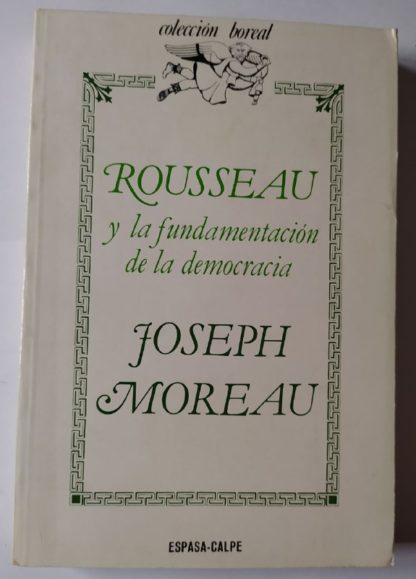 colección boreal
ROUSSEAU
y la fundamentación
de la democracia
JOSEPH
MOREAU
ESPASA-CALPE